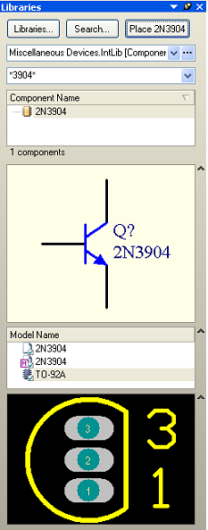 Libraries
Libraries... Search... Place 2N3904
Miscellaneous Devices.IntLib [Componer
*3904*
Component Name
2N3904
1 components
Q?
2N3904
Model Name
2N3904
2N3904
TO-92A
3
3
2
1
1